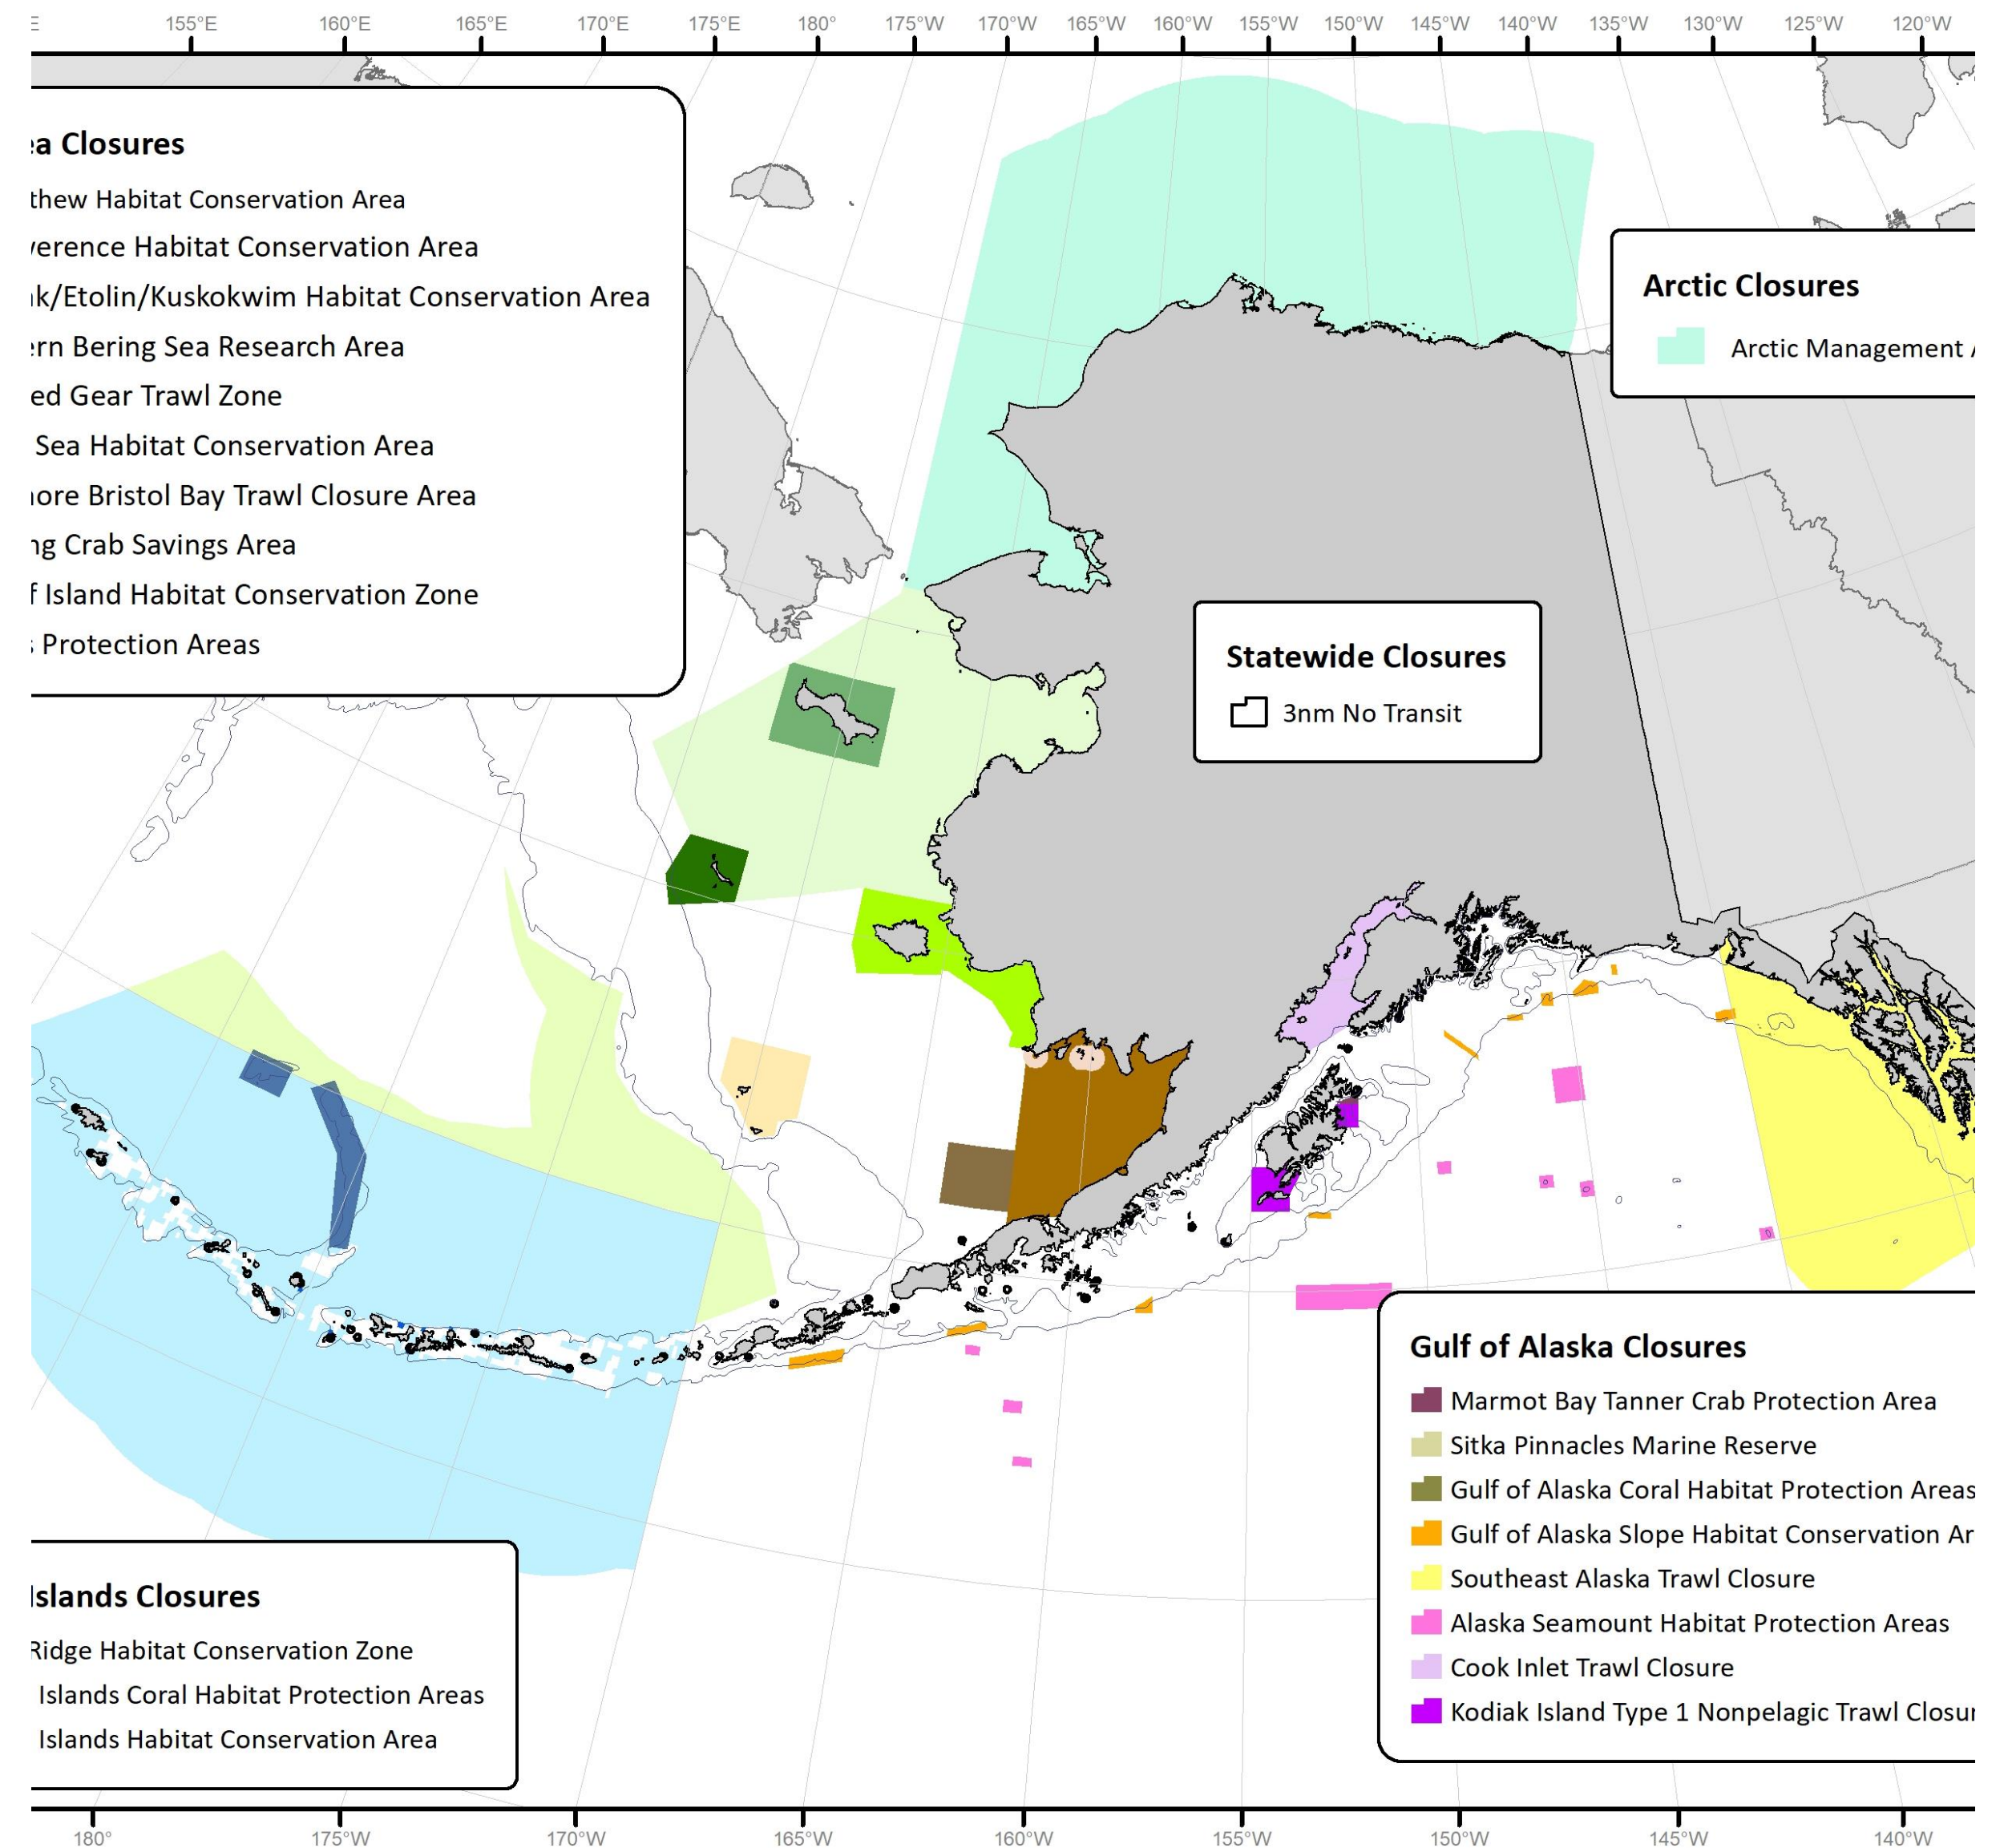 155°E 160°E 165°E 170°E 175°E 180° 175°W 170°W 165°W 160°W 155°W 150°W 145°W 140°W 135°W 130°W 125°W 120°W
Closures
Habitat Conservation Area
Habitat Conservation Area
/Etolin/Kuskokwim Habitat Conservation Area
Bering Sea Research Area
Gear Trawl Zone
Sea Habitat Conservation Area
Bristol Bay Trawl Closure Area
Crab Savings Area
Island Habitat Conservation Zone
Protection Areas
Arctic Closures
Arctic Management
Statewide Closures
3nm No Transit
Gulf of Alaska Closures
Marmot Bay Tanner Crab Protection Area
Sitka Pinnacles Marine Reserve
Gulf of Alaska Coral Habitat Protection Areas
Gulf of Alaska Slope Habitat Conservation Ar
Southeast Alaska Trawl Closure
Alaska Seamount Habitat Protection Areas
Cook Inlet Trawl Closure
Kodiak Island Type 1 Nonpelagic Trawl Closur
Islands Closures
Ridge Habitat Conservation Zone
Islands Coral Habitat Protection Areas
Islands Habitat Conservation Area
180° 175°W 170°W 165°W 160°W 155°W 150°W 145°W 140°W